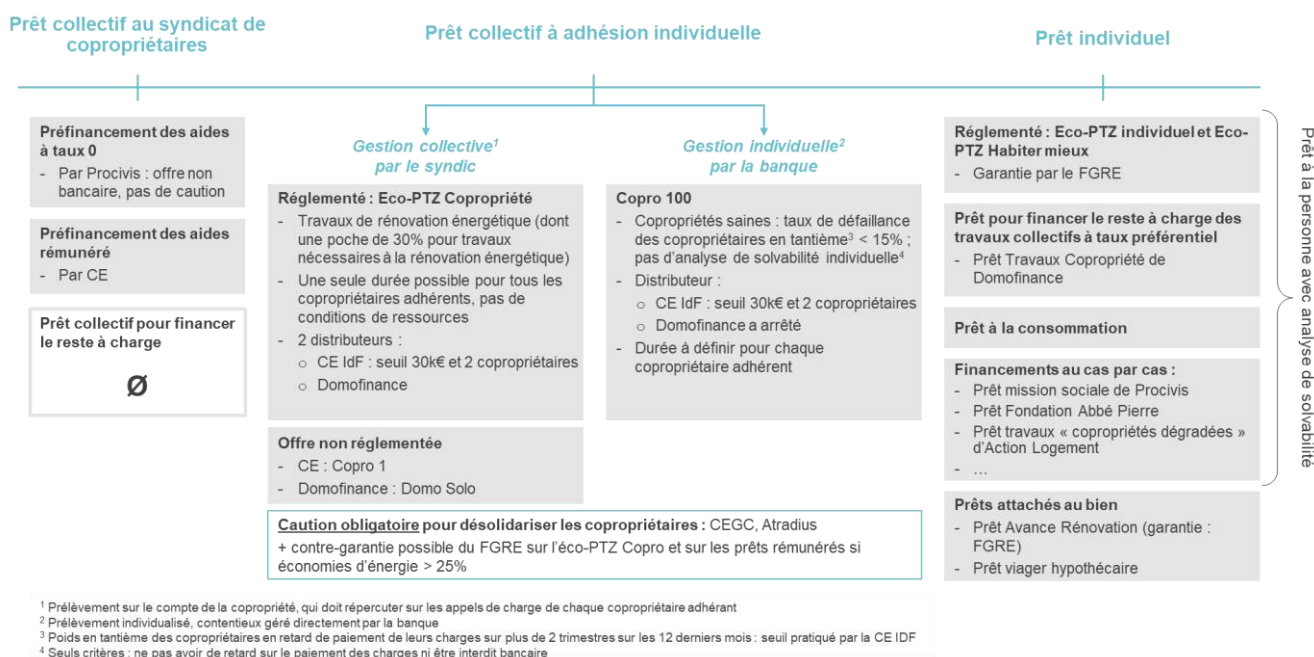 Prêt collectif au syndicat de
copropriétaires
Prêt collectif à adhésion individuelle
Prêt individuel
Préfinancement des aides
à taux 0
- Par Procivis : offre non
bancaire, pas de caution
Préfinancement des aides
rémunéré
- Par CE
Prêt collectif pour financer
le reste à charge
Ø
Gestion collective¹
par le syndic
Réglementé : Eco-PTZ Copropriété
- Travaux de rénovation énergétique (dont
une poche de 30% pour travaux
nécessaires à la rénovation énergétique)
- Une seule durée possible pour tous les
copropriétaires adhérents, pas de
conditions de ressources
- 2 distributeurs :
o CE IdF : seuil 30k€ et 2 copropriétaires
o Domofinance
Offre non réglementée
- CE : Copro 1
- Domofinance : Domo Solo
Gestion individuelle²
par la banque
Copro 100
- Copropriétés saines : taux de défaillance
des copropriétaires en tantième³ < 15% ;
pas d'analyse de solvabilité individuelle⁴
- Distributeur :
o CE IdF : seuil 30k€ et 2 copropriétaires
o Domofinance a arrêté
- Durée à définir pour chaque
copropriétaire adhérent
Caution obligatoire pour désolidariser les copropriétaires : CEGC, Atradius
+ contre-garantie possible du FGRE sur l'éco-PTZ Copro et sur les prêts rémunérés si
économies d'énergie > 25%
Réglementé : Eco-PTZ individuel et Eco-
PTZ Habiter mieux
- Garantie par le FGRE
Prêt pour financer le reste à charge des
travaux collectifs à taux préférentiel
- Prêt Travaux Copropriété de
Domofinance
Prêt à la consommation
Financements au cas par cas :
- Prêt mission sociale de Procivis
- Prêt Fondation Abbé Pierre
- Prêt travaux « copropriétés dégradées »
d'Action Logement
- …
Prêts attachés au bien
- Prêt Avance Rénovation (garantie :
FGRE)
- Prêt viager hypothécaire
Prêt à la personne avec analyse de solvabilité
¹ Prélèvement sur le compte de la copropriété, qui doit répercuter sur les appels de charge de chaque copropriétaire adhérant
² Prélèvement individualisé, contentieux géré directement par la banque
³ Poids en tantième des copropriétaires en retard de paiement de leurs charges sur plus de 2 trimestres sur les 12 derniers mois : seuil pratiqué par la CE IDF
⁴ Seuls critères : ne pas avoir de retard sur le paiement des charges ni être interdit bancaire